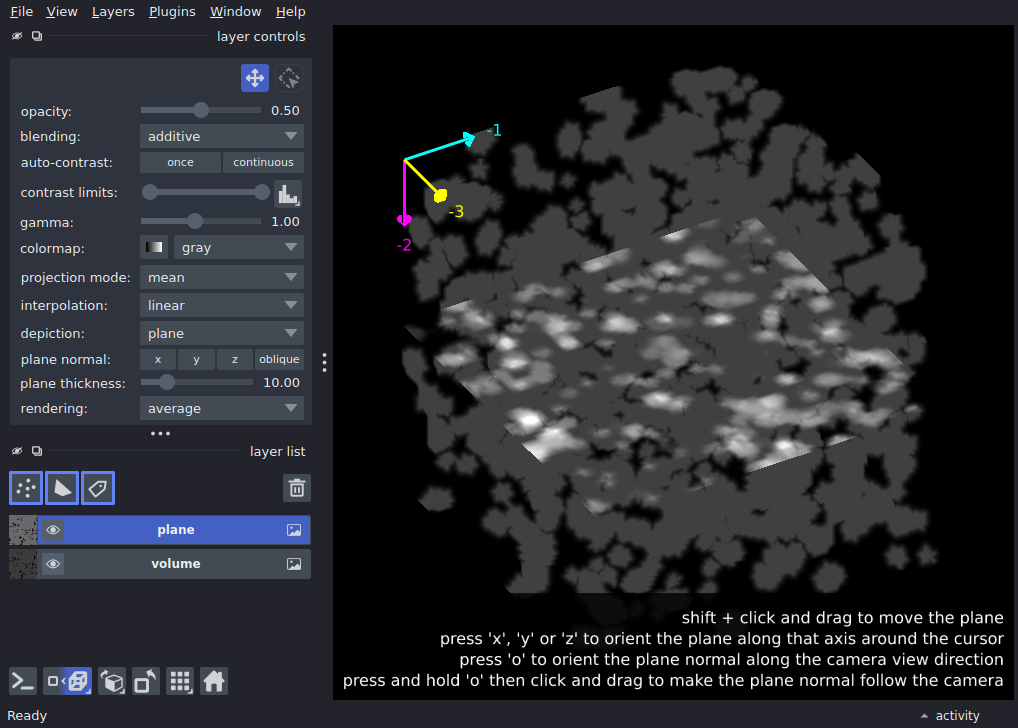 File View Layers Plugins Window Help
layer controls
opacity: 0.50
blending: additive
auto-contrast: once continuous
contrast limits:
gamma: 1.00
colormap: gray
projection mode: mean
interpolation: linear
depiction: plane
plane normal: x y z oblique
plane thickness: 10.00
rendering: average
layer list
plane
volume
Ready
-1
-3
-2
shift + click and drag to move the plane
press 'x', 'y' or 'z' to orient the plane along that axis around the cursor
press 'o' to orient the plane normal along the camera view direction
press and hold 'o' then click and drag to make the plane normal follow the camera
activity